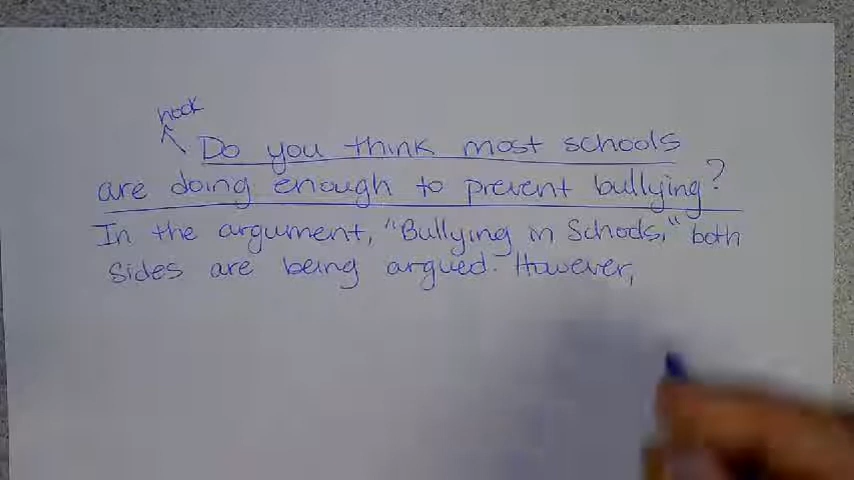 hook
Do you think most schools
are doing enough to prevent bullying?
In the argument, "Bullying in Schools," both
sides are being argued. However,